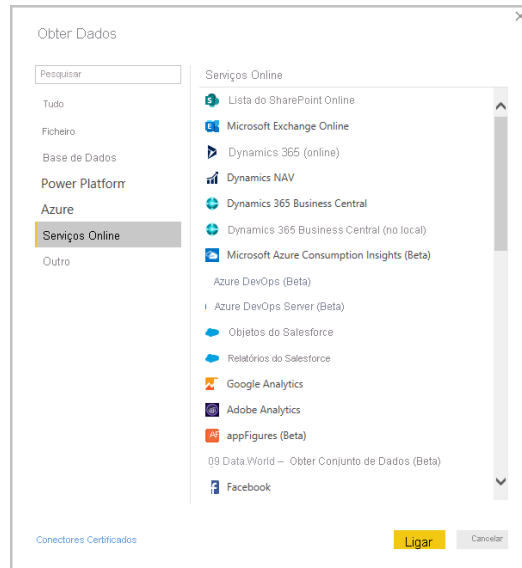 Obter Dados
Pesquisar
Tudo
Ficheiro
Base de Dados
Power Platform
Azure
Serviços Online
Outro
Serviços Online
Lista do SharePoint Online
Microsoft Exchange Online
Dynamics 365 (online)
Dynamics NAV
Dynamics 365 Business Central
Dynamics 365 Business Central (no local)
Microsoft Azure Consumption Insights (Beta)
Azure DevOps (Beta)
Azure DevOps Server (Beta)
Objetos do Salesforce
Relatórios do Salesforce
Google Analytics
Adobe Analytics
appFigures (Beta)
09 Data.World – Obter Conjunto de Dados (Beta)
Facebook
Conectores Certificados
Ligar
Cancelar